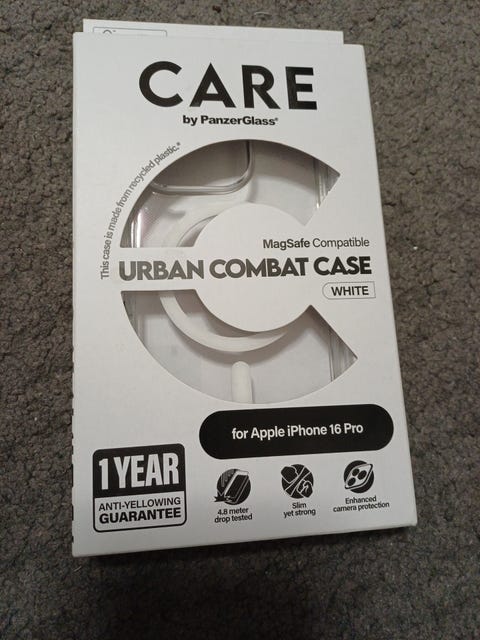 CARE
by PanzerGlass®
This case is made from recycled plastic.*
MagSafe Compatible
URBAN COMBAT CASE
WHITE
for Apple iPhone 16 Pro
1 YEAR
ANTI-YELLOWING
GUARANTEE
4.8 meter
drop tested
Slim
yet strong
Enhanced
camera protection